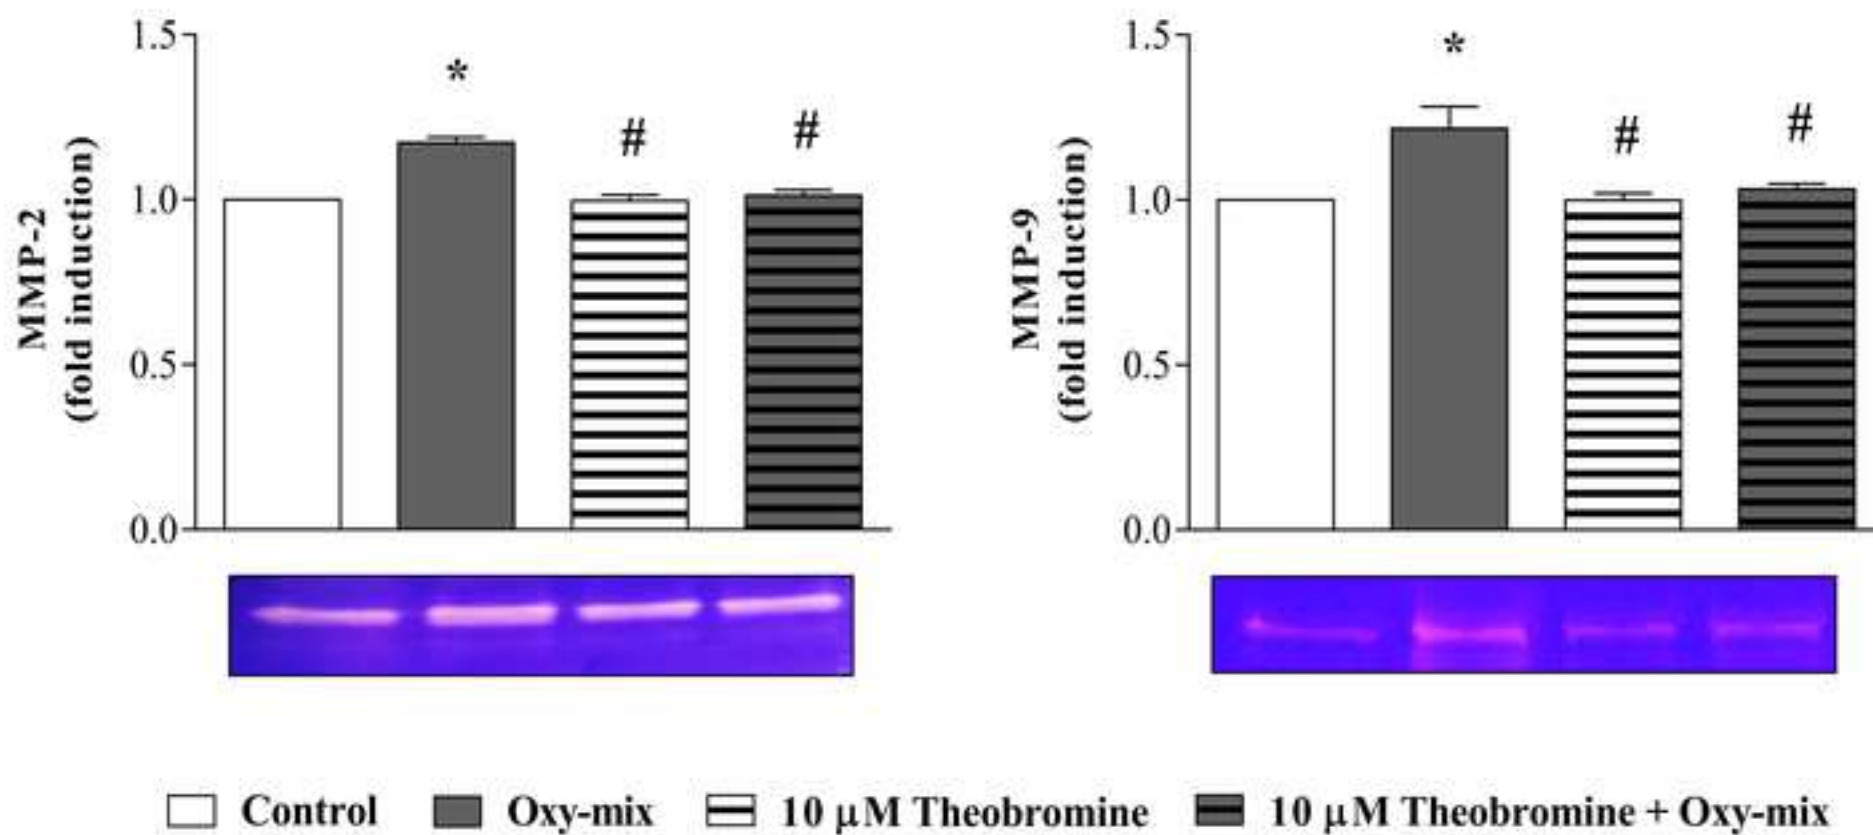 MMP-2
(fold induction)
1.5
1.0
0.5
0.0
*
#
#
MMP-9
(fold induction)
1.5
1.0
0.5
0.0
*
#
#
Control
Oxy-mix
10 µM Theobromine
10 µM Theobromine + Oxy-mix